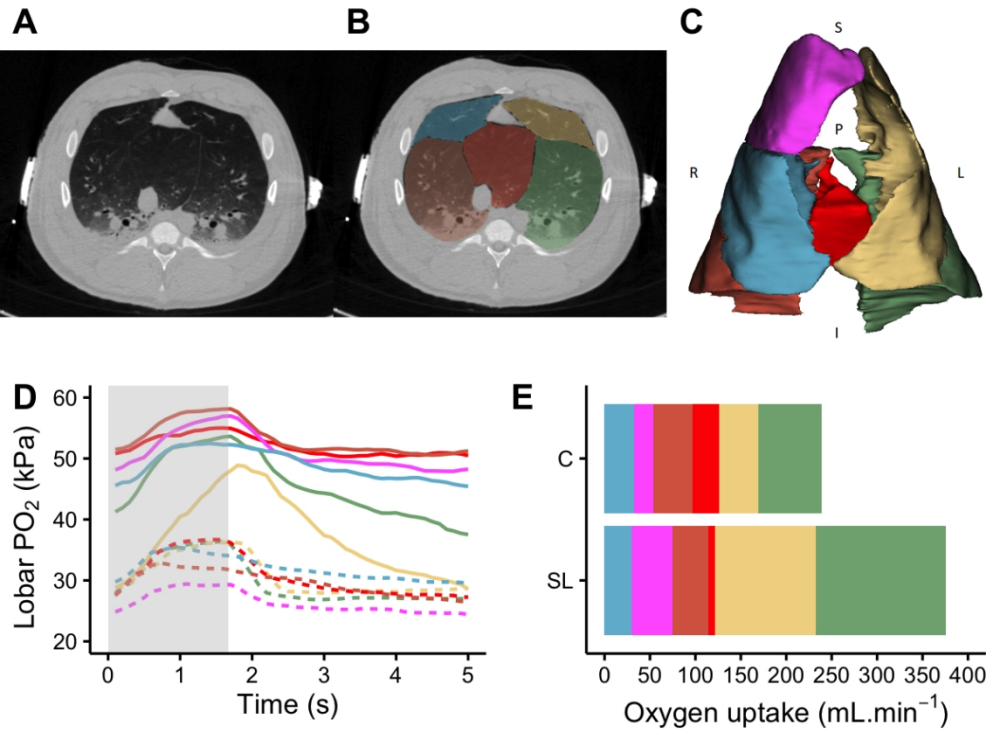 A
B
C
S
P
R
L
I
D
E
Lobar PO2 (kPa)
60
50
40
30
20
0 1 2 3 4 5
Time (s)
C
SL
0 50 100 150 200 250 300 350 400
Oxygen uptake (mL.min−1)